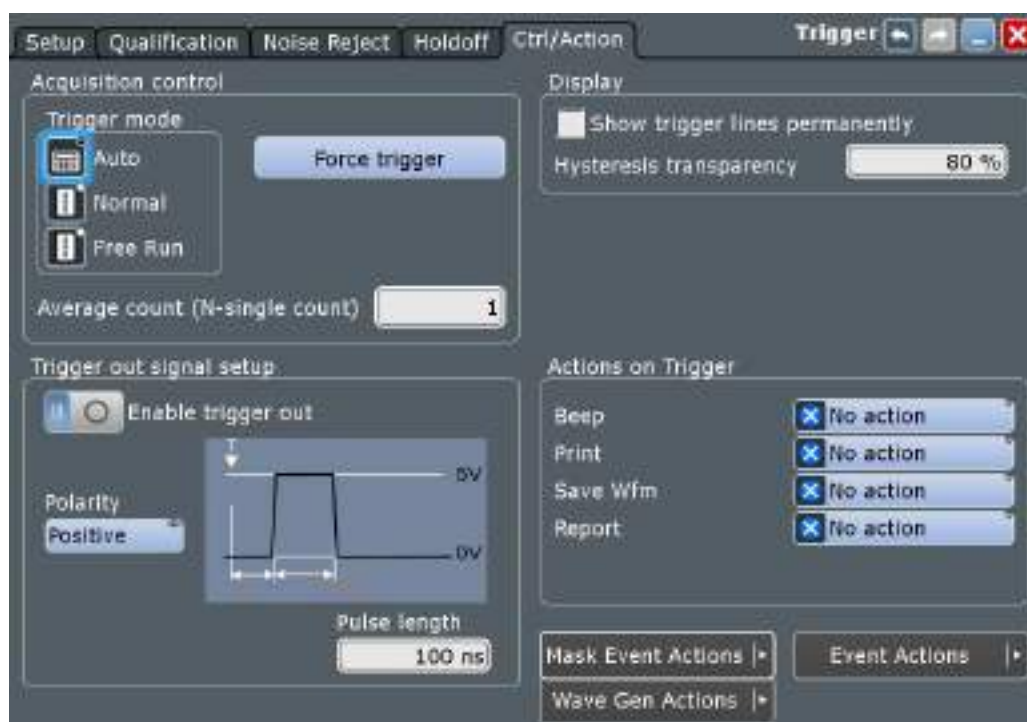 Setup Qualification Noise Reject Holdoff Ctrl/Action Trigger
Acquisition control
Trigger mode
Auto
Force trigger
Normal
Free Run
Average count (N-single count) 1
Display
Show trigger lines permanently
Hysteresis transparency 80 %
Trigger out signal setup
Enable trigger out
T
5V
0V
Polarity
Positive
Pulse length
100 ns
Actions on Trigger
Beep No action
Print No action
Save Wfm No action
Report No action
Mask Event Actions Event Actions
Wave Gen Actions